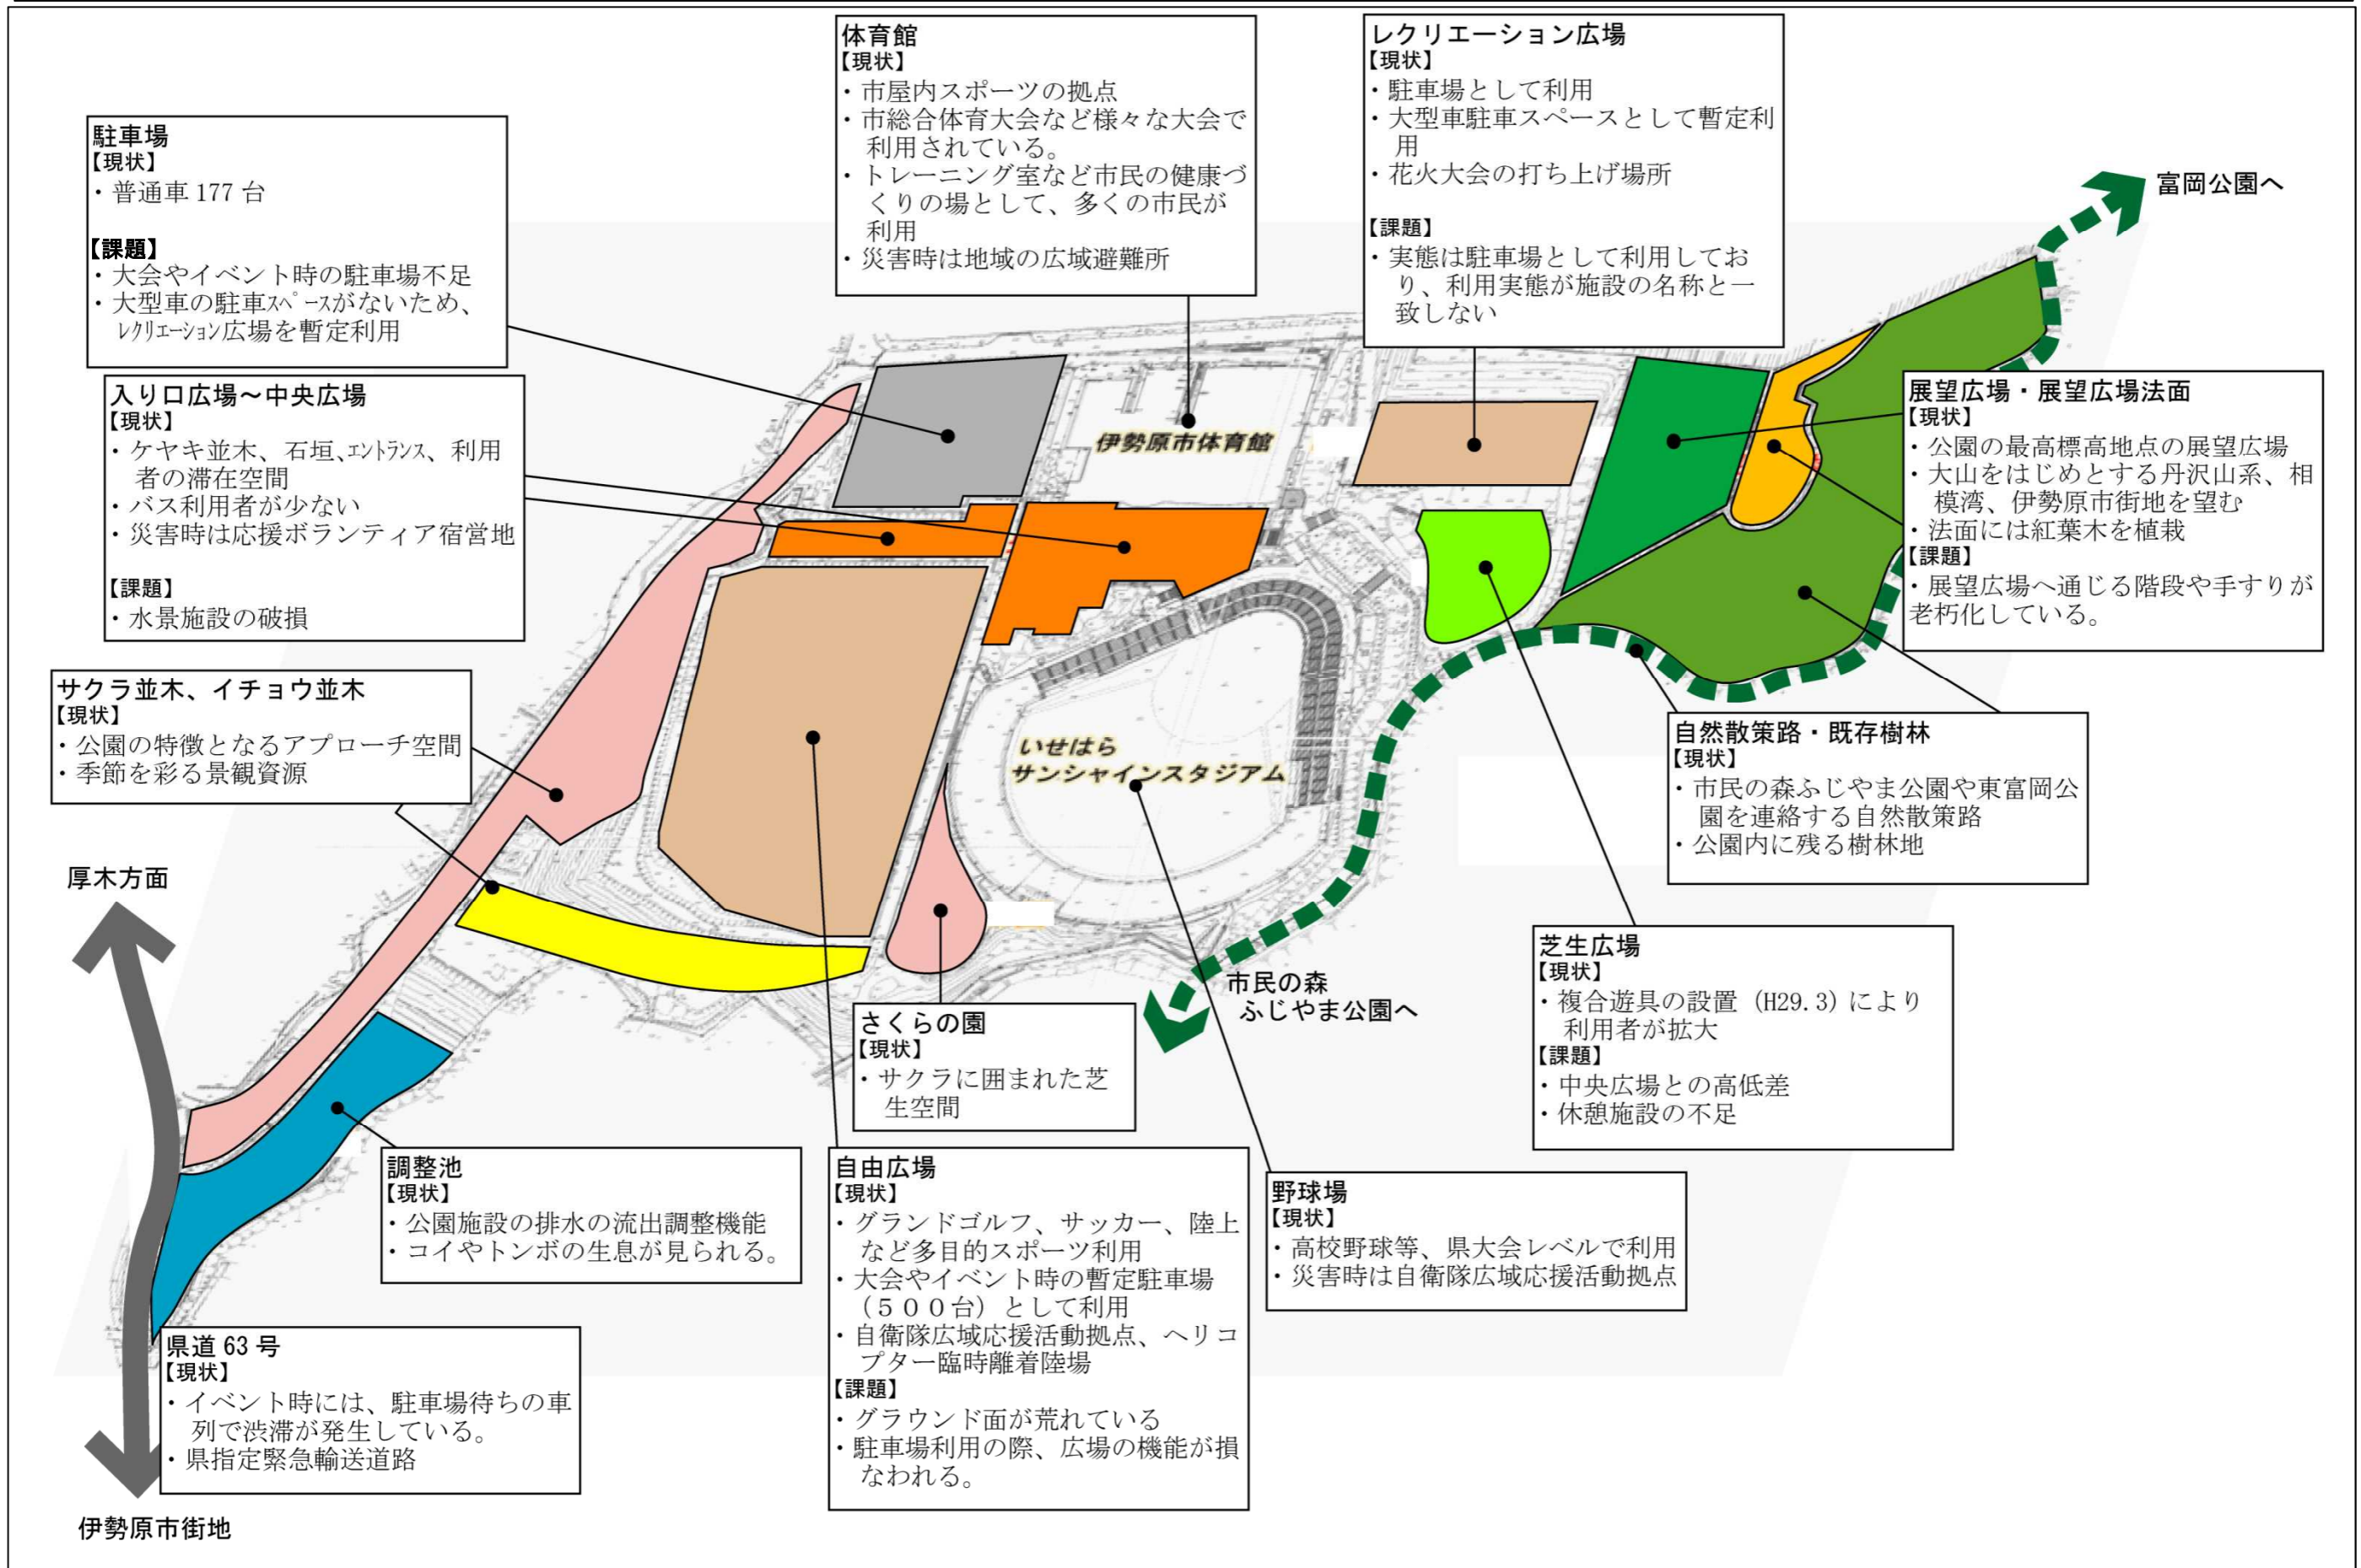 体育館
【現状】
・市屋内スポーツの拠点
・市総合体育大会など様々な大会で
利用されている。
・トレーニング室など市民の健康づ
くりの場として、多くの市民が
利用
・災害時は地域の広域避難所
レクリエーション広場
【現状】
・駐車場として利用
・大型車駐車スペースとして暫定利
用
・花火大会の打ち上げ場所
【課題】
・実態は駐車場として利用してお
り、利用実態が施設の名称と一
致しない
駐車場
【現状】
・普通車 177 台
【課題】
・大会やイベント時の駐車場不足
・大型車の駐車ｽﾍﾟｰｽがないため、
ﾚｸﾘｴｰｼｮﾝ広場を暫定利用
富岡公園へ
入り口広場～中央広場
【現状】
・ケヤキ並木、石垣、ｴﾝﾄﾗﾝｽ、利用
者の滞在空間
・バス利用者が少ない
・災害時は応援ボランティア宿営地
【課題】
・水景施設の破損
伊勢原市体育館
展望広場・展望広場法面
【現状】
・公園の最高標高地点の展望広場
・大山をはじめとする丹沢山系、相
模湾、伊勢原市街地を望む
・法面には紅葉木を植栽
【課題】
・展望広場へ通じる階段や手すりが
老朽化している。
サクラ並木、イチョウ並木
【現状】
・公園の特徴となるアプローチ空間
・季節を彩る景観資源
いせはら
サンシャインスタジアム
自然散策路・既存樹林
【現状】
・市民の森ふじやま公園や東富岡公
園を連絡する自然散策路
・公園内に残る樹林地
厚木方面
市民の森
ふじやま公園へ
芝生広場
【現状】
・複合遊具の設置（H29.3）により
利用者が拡大
【課題】
・中央広場との高低差
・休憩施設の不足
さくらの園
【現状】
・サクラに囲まれた芝
生空間
調整池
【現状】
・公園施設の排水の流出調整機能
・コイやトンボの生息が見られる。
自由広場
【現状】
・グランドゴルフ、サッカー、陸上
など多目的スポーツ利用
・大会やイベント時の暫定駐車場
（５００台）として利用
・自衛隊広域応援活動拠点、ヘリコ
プター臨時離着陸場
【課題】
・グラウンド面が荒れている
・駐車場利用の際、広場の機能が損
なわれる。
野球場
【現状】
・高校野球等、県大会レベルで利用
・災害時は自衛隊広域応援活動拠点
県道 63 号
【現状】
・イベント時には、駐車場待ちの車
列で渋滞が発生している。
・県指定緊急輸送道路
伊勢原市街地